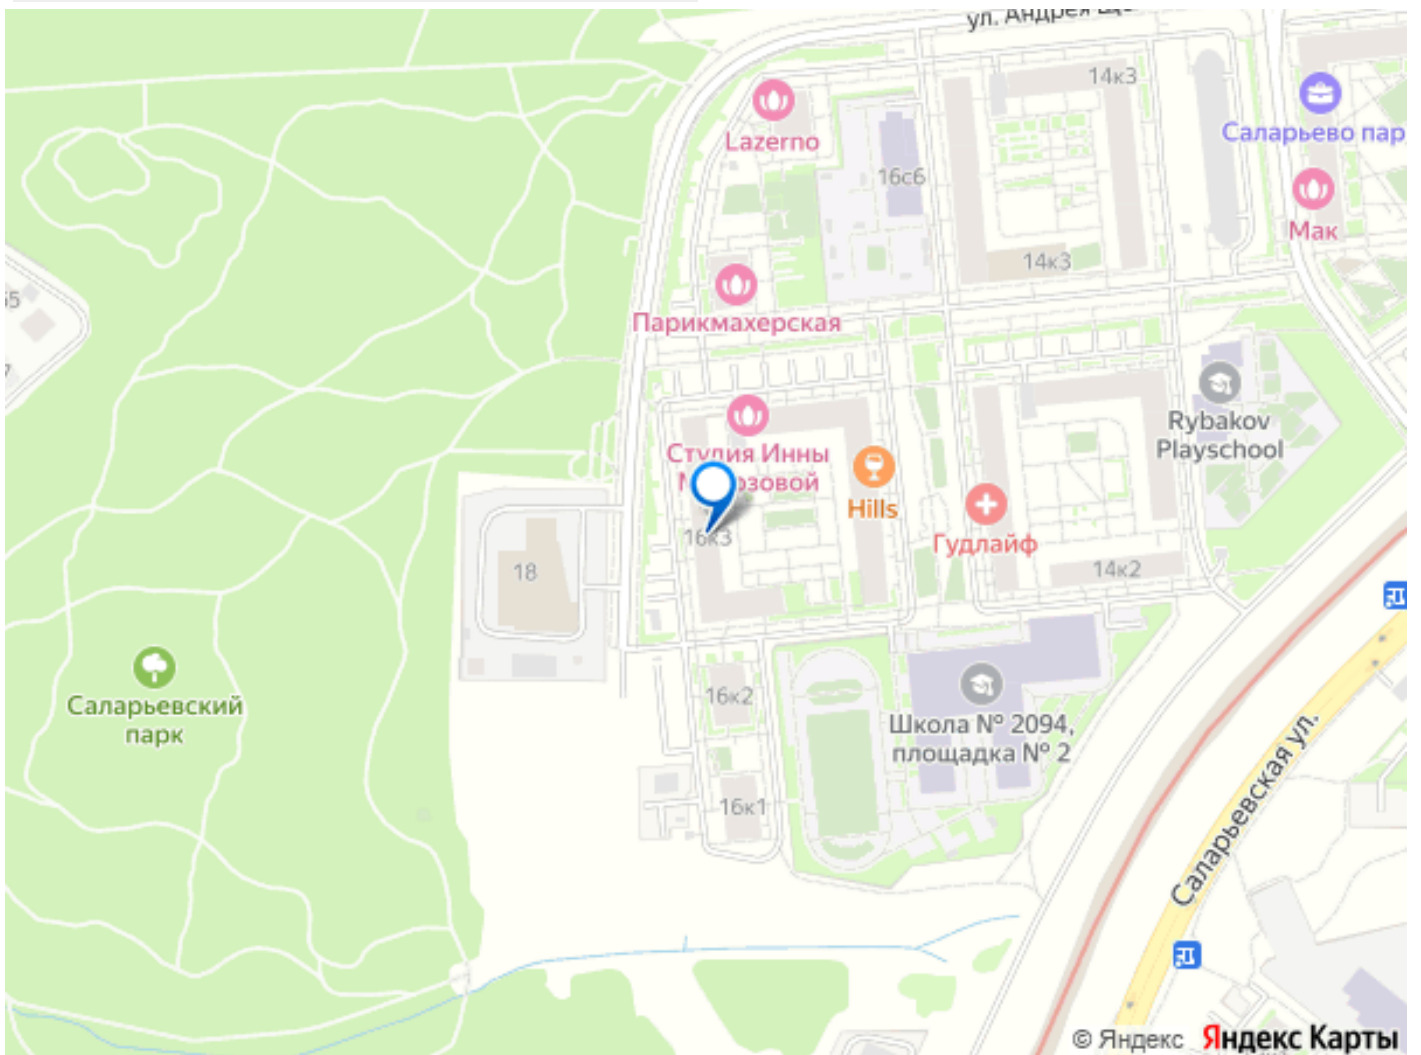 ул. Андрея
14к3
Lazerno
Саларьево пар
16с6
Мак
14к3
Парикмахерская
Rybakov
Playschool
Студия Инны
Hills
16к3
Гудлайф
18
14к2
Саларьевский
парк
16к2
Школа № 2094,
площадка № 2
16к1
Саларьевская ул.
© Яндекс Яндекс Карты